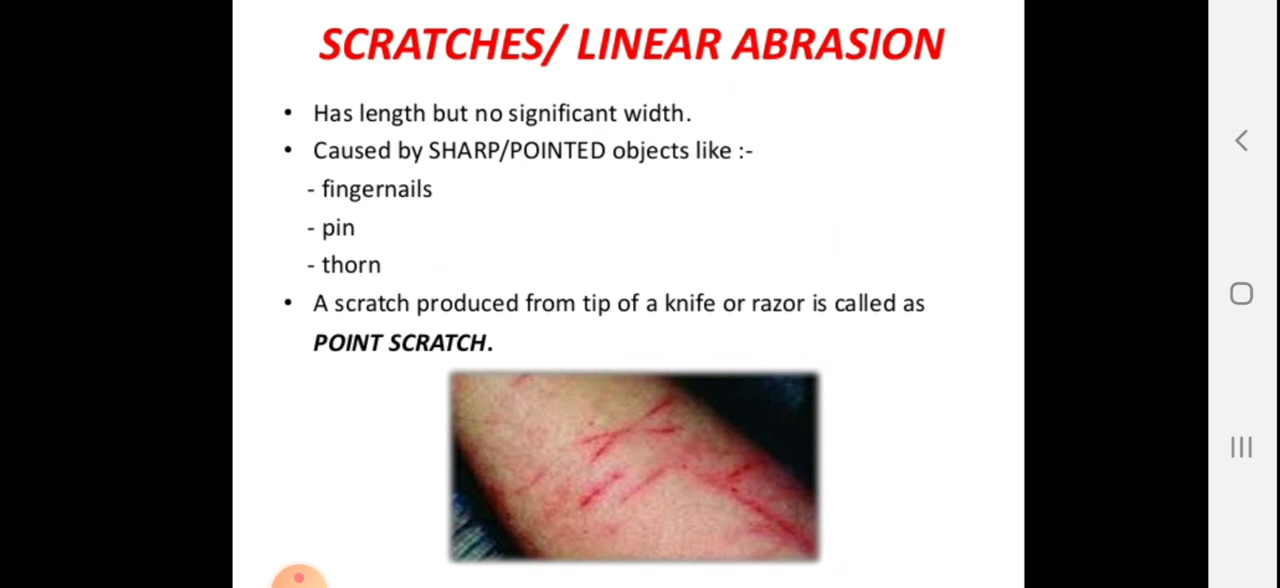 SCRATCHES/ LINEAR ABRASION
• Has length but no significant width.
• Caused by SHARP/POINTED objects like :-
- fingernails
- pin
- thorn
• A scratch produced from tip of a knife or razor is called as
POINT SCRATCH.